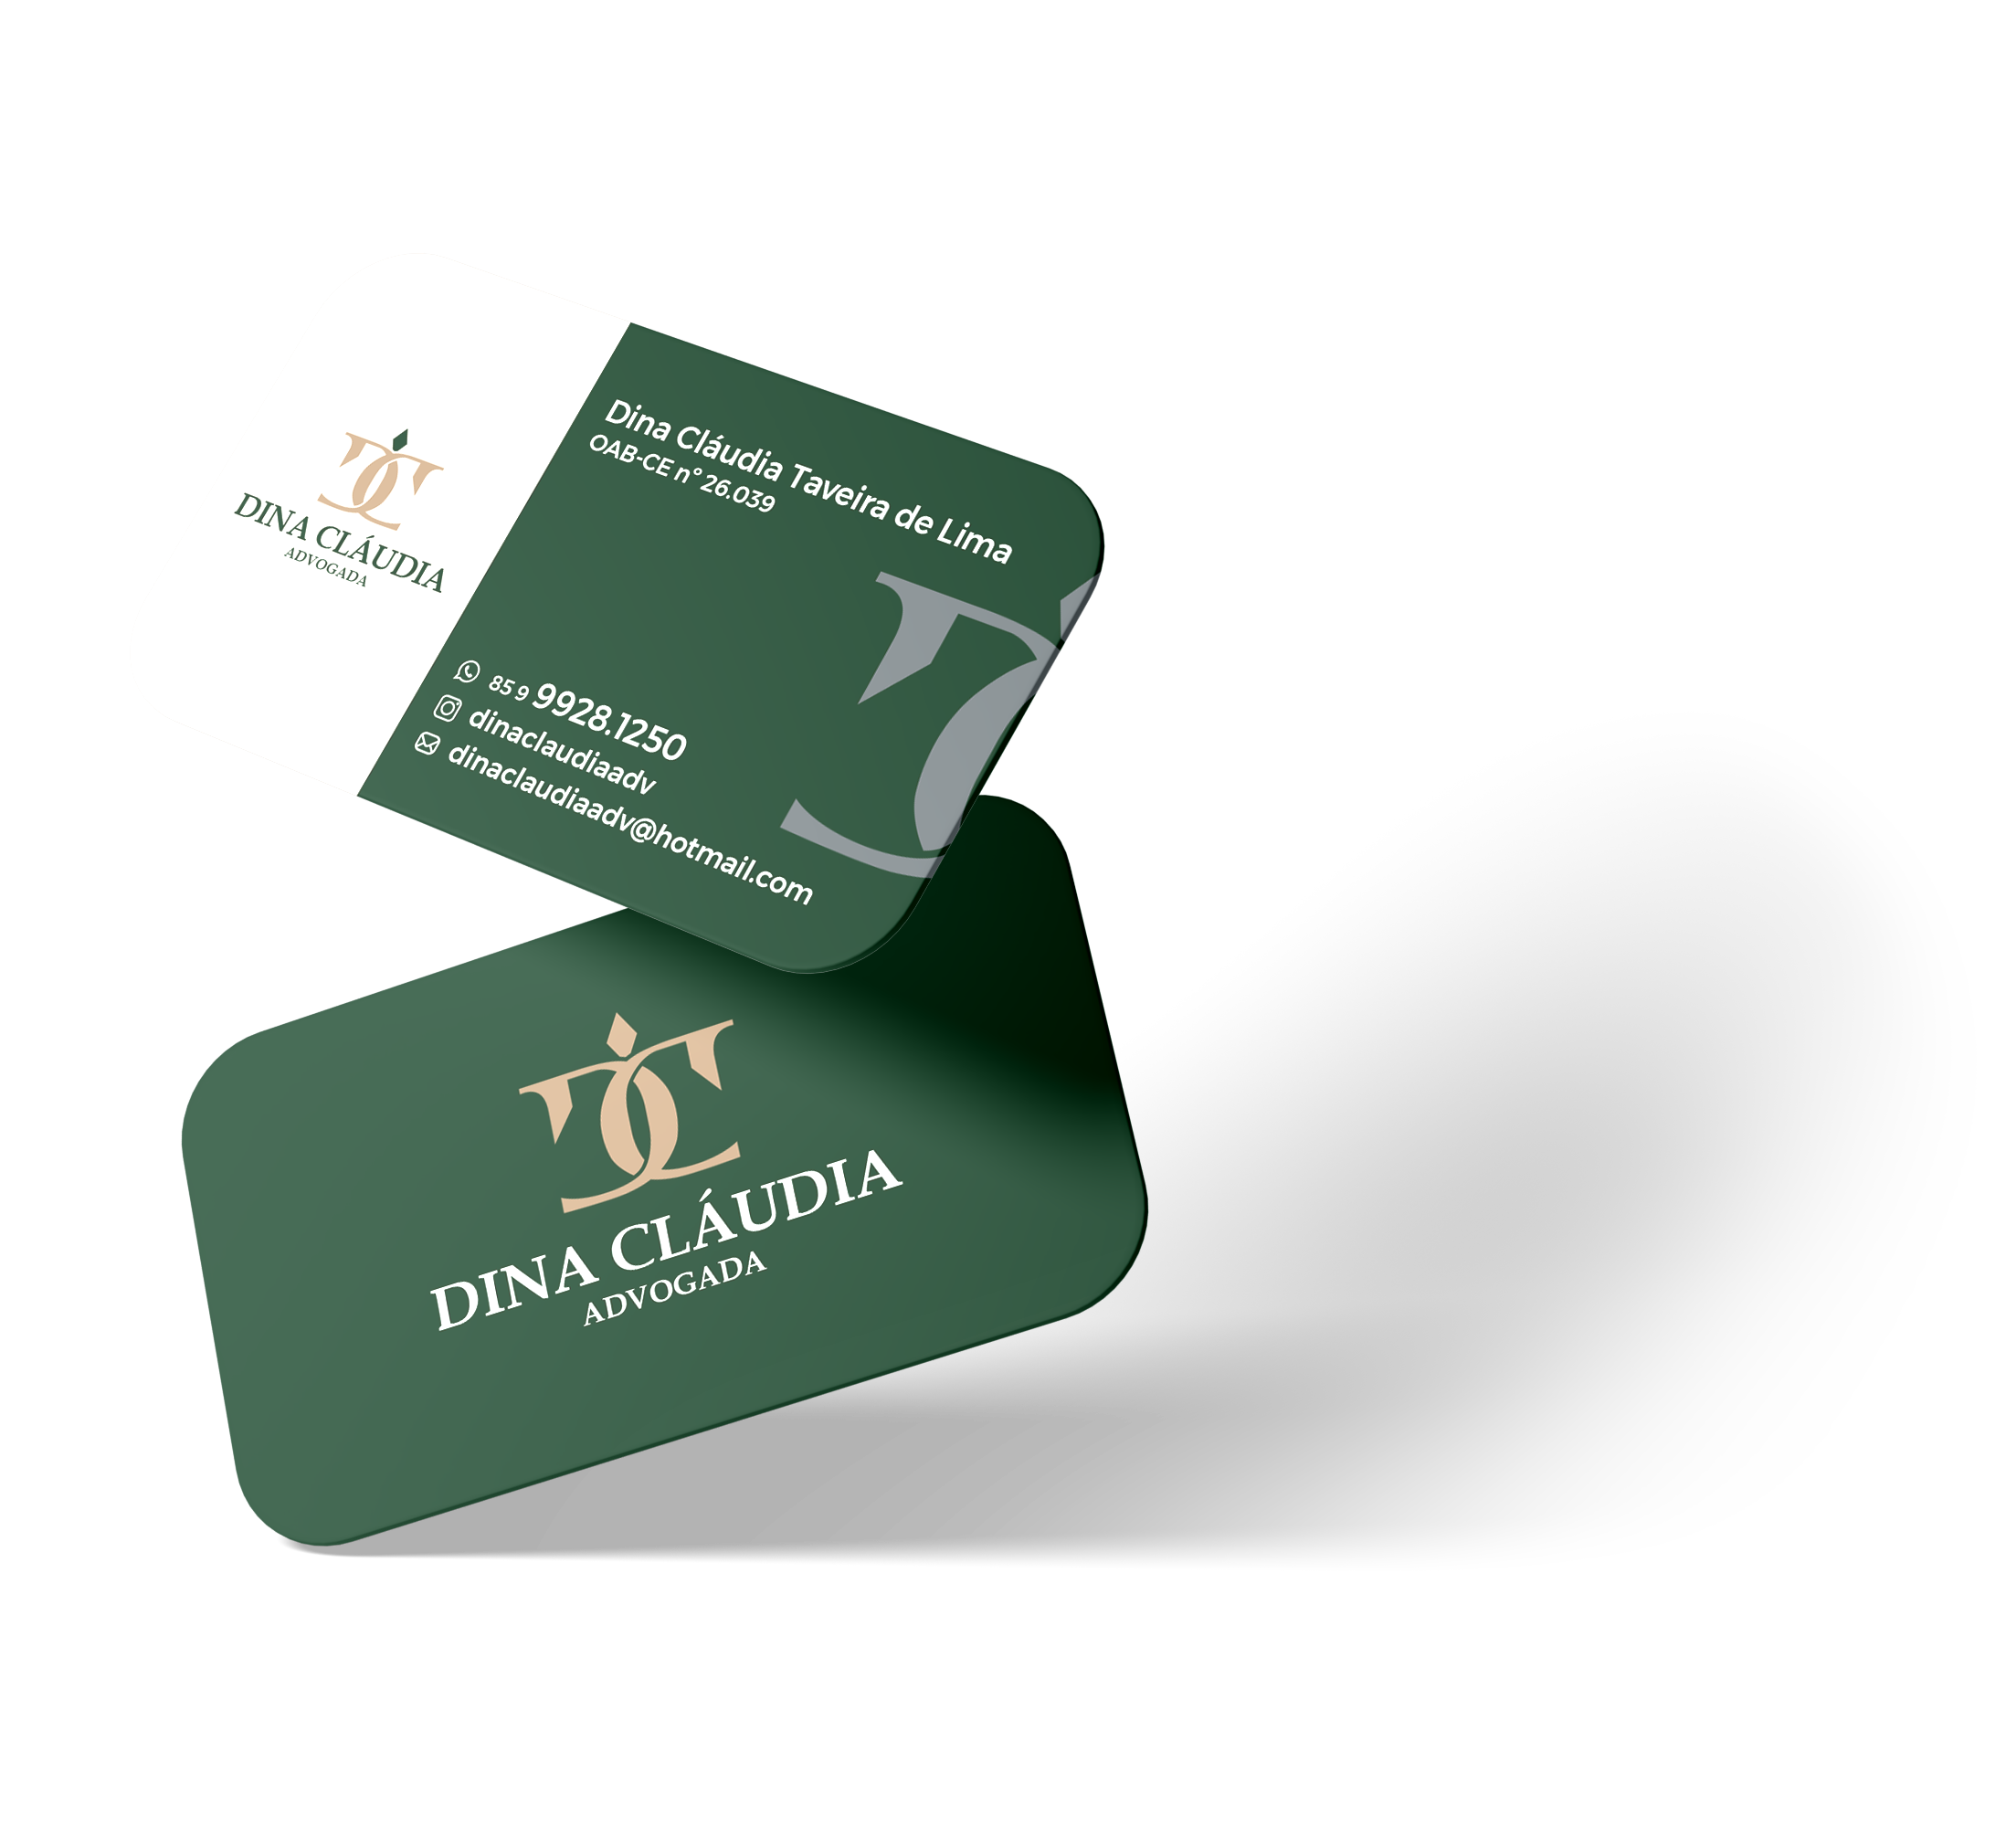 DINA CLÁUDIA
ADVOGADA
Dina Cláudia Taveira de Lima
OAB-CE nº 26.039
85 9 9928.1250
dinaclaudiaadv
dinaclaudiaadv@hotmail.com
DINA CLÁUDIA
ADVOGADA